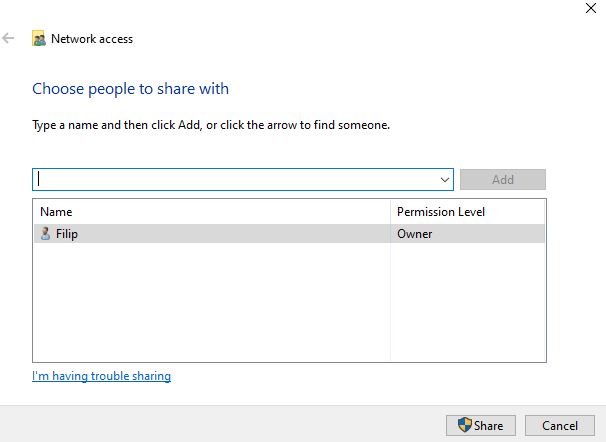 Network access
Choose people to share with
Type a name and then click Add, or click the arrow to find someone.
Add
Name Permission Level
Filip Owner
I'm having trouble sharing
Share Cancel